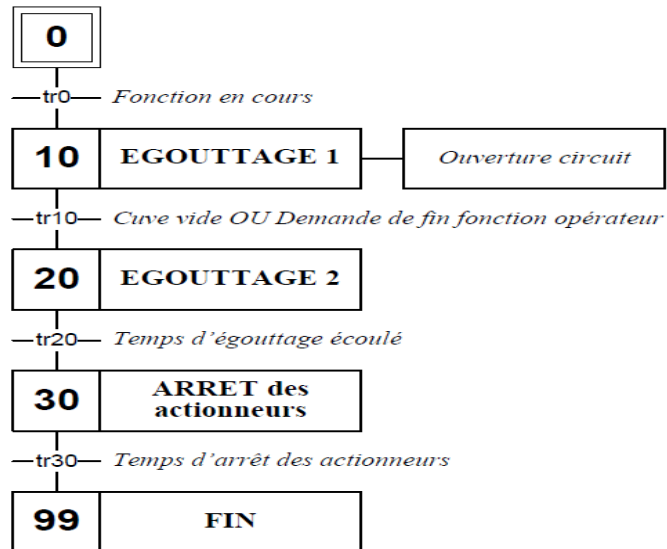 0
tr0 Fonction en cours
10 EGOUTTAGE 1 Ouverture circuit
tr10 Cuve vide OU Demande de fin fonction opérateur
20 EGOUTTAGE 2
tr20 Temps d'égouttage écoulé
30 ARRET des
actionneurs
tr30 Temps d'arrêt des actionneurs
99 FIN